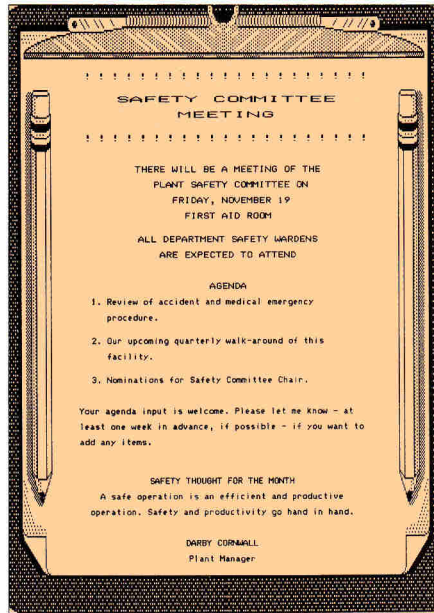 ! ! ! ! ! ! ! ! ! ! ! ! ! ! ! ! ! ! ! ! !
SAFETY COMMITTEE
MEETING
! ! ! ! ! ! ! ! ! ! ! ! ! ! ! ! ! ! ! ! !
THERE WILL BE A MEETING OF THE
PLANT SAFETY COMMITTEE ON
FRIDAY, NOVEMBER 19
FIRST AID ROOM
ALL DEPARTMENT SAFETY WARDENS
ARE EXPECTED TO ATTEND
AGENDA
1. Review of accident and medical emergency
procedure.
2. Our upcoming quarterly walk-around of this
facility.
3. Nominations for Safety Committee Chair.
Your agenda input is welcome. Please let me know - at
least one week in advance, if possible - if you want to
add any items.
SAFETY THOUGHT FOR THE MONTH
A safe operation is an efficient and productive
operation. Safety and productivity go hand in hand.
DARBY CORNWALL
Plant Manager